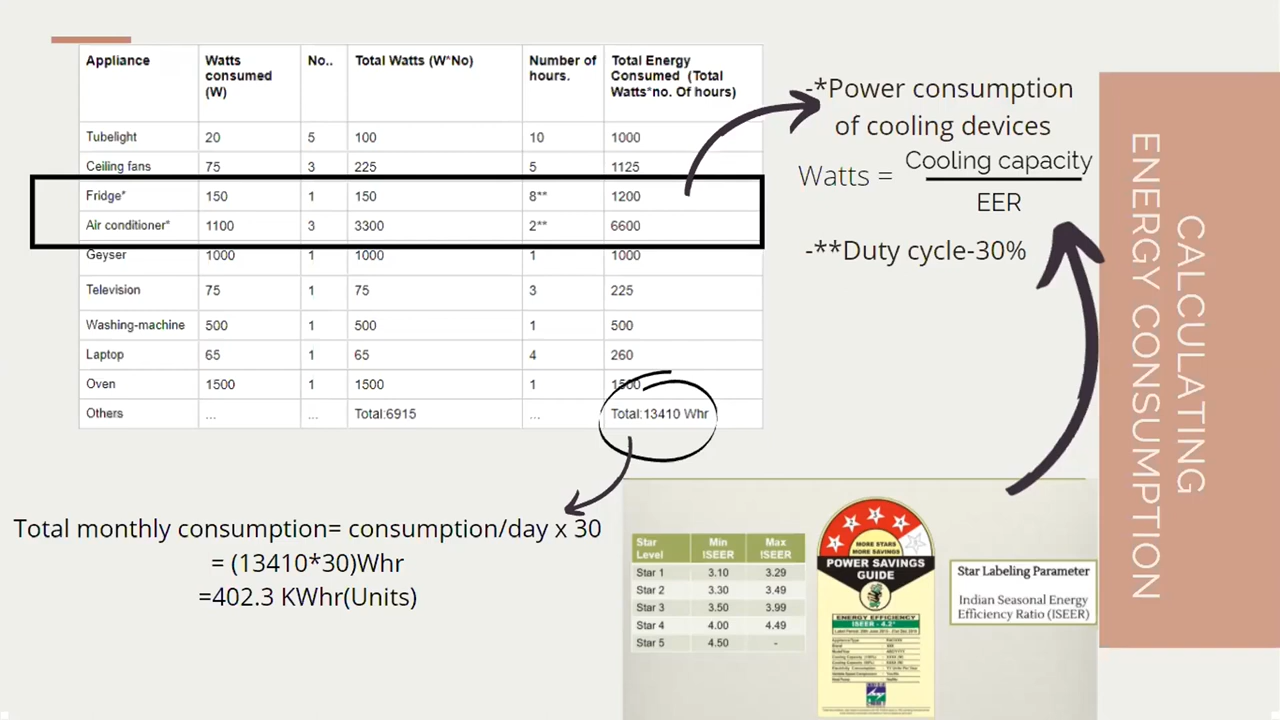 Appliance Watts consumed (W) No.. Total Watts (W*No) Number of hours. Total Energy Consumed (Total Watts*no. Of hours)
Tubelight 20 5 100 10 1000
Ceiling fans 75 3 225 5 1125
Fridge* 150 1 150 8** 1200
Air conditioner* 1100 3 3300 2** 6600
Geyser 1000 1 1000 1 1000
Television 75 1 75 3 225
Washing-machine 500 1 500 1 500
Laptop 65 1 65 4 260
Oven 1500 1 1500 1 1500
Others ... ... Total:6915 ... Total:13410 Whr
-*Power consumption
of cooling devices
Watts = Cooling capacity
EER
-**Duty cycle-30%
CALCULATING
ENERGY CONSUMPTION
Total monthly consumption= consumption/day x 30
= (13410*30)Whr
=402.3 KWhr(Units)
Star Level Min ISEER Max ISEER
Star 1 3.10 3.29
Star 2 3.30 3.49
Star 3 3.50 3.99
Star 4 4.00 4.49
Star 5 4.50 -
MORE STARS
MORE SAVINGS
POWER SAVINGS
GUIDE
ENERGY EFFICIENCY
ISEER - 4.2*
Star Labeling Parameter
Indian Seasonal Energy
Efficiency Ratio (ISEER)